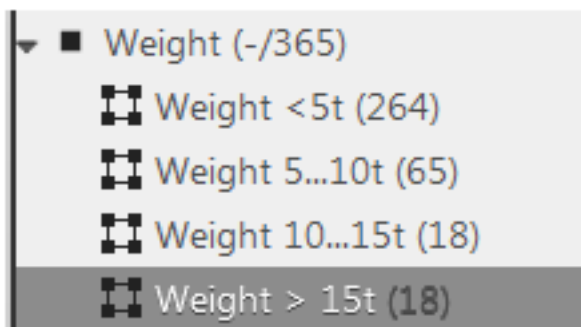 Weight (-/365)
Weight <5t (264)
Weight 5...10t (65)
Weight 10...15t (18)
Weight > 15t (18)